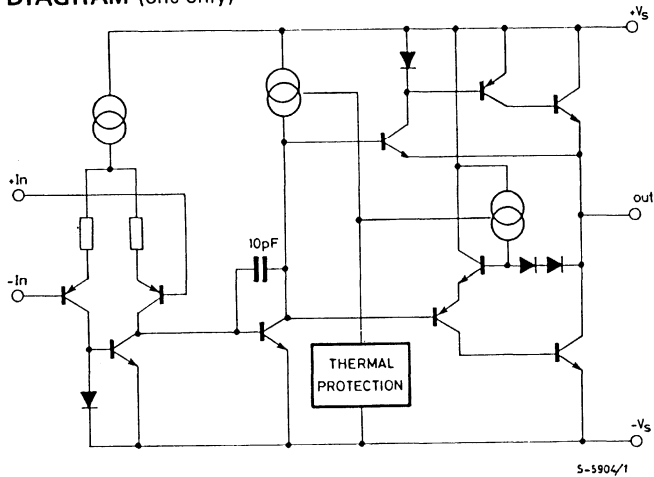 DIAGRAM (one only)
+Vs
+In
out
10pF
-In
THERMAL
PROTECTION
-Vs
S-5904/1